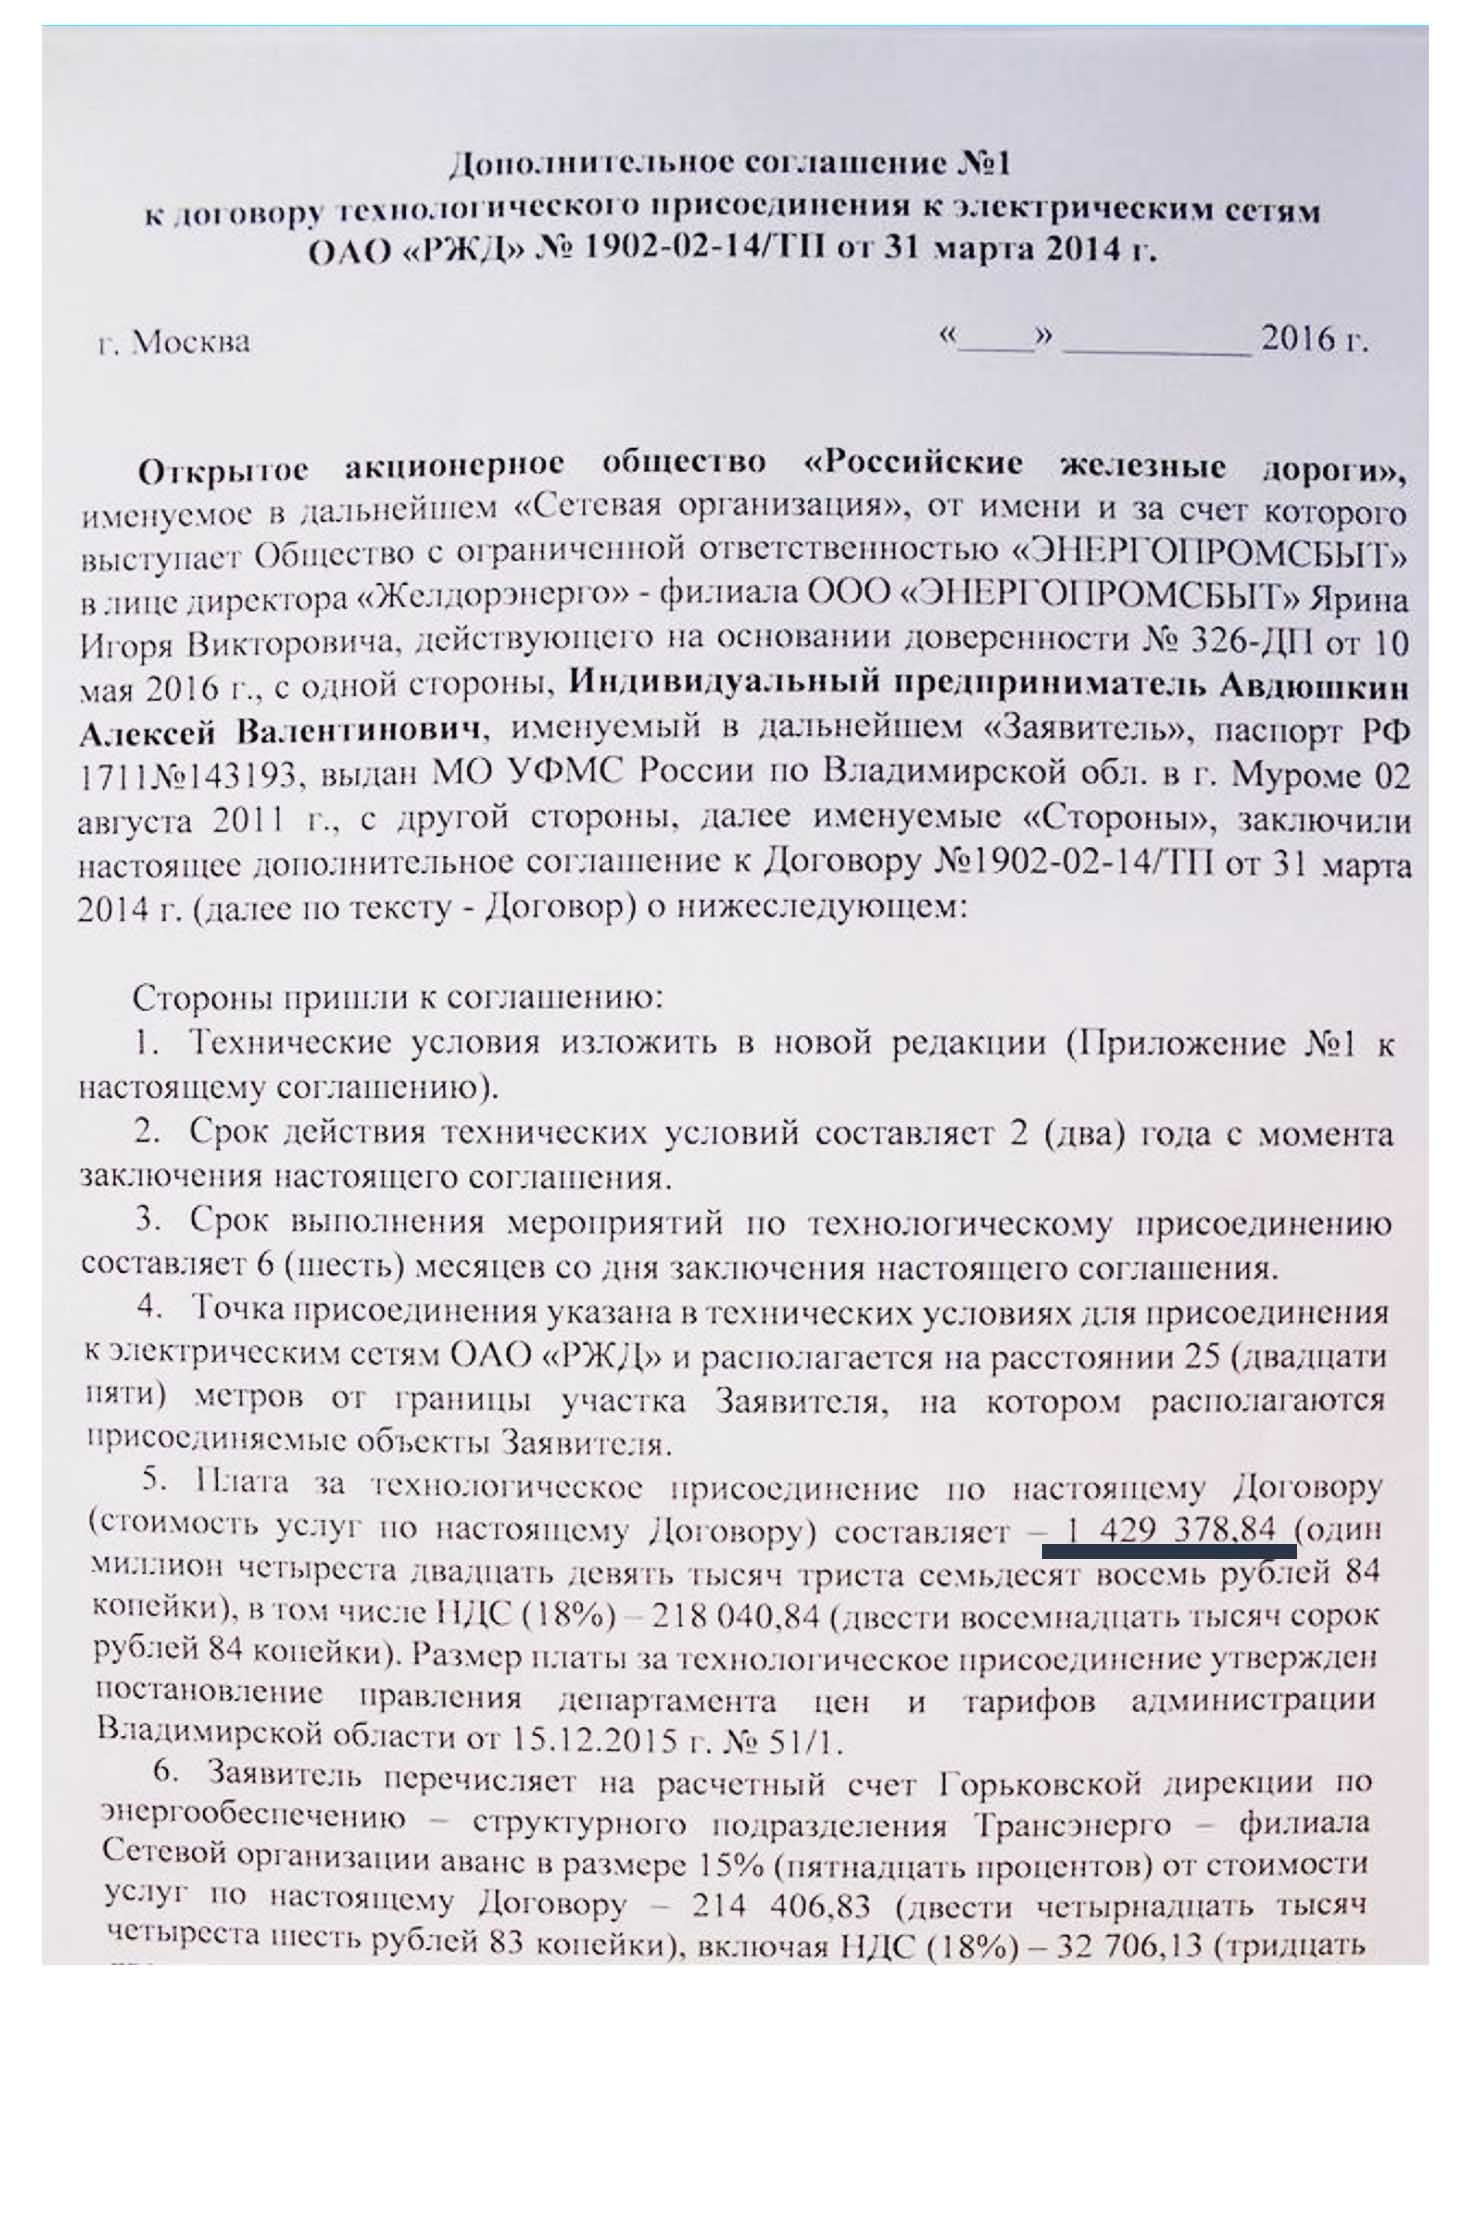 Дополнительное соглашение №1
к договору технологического присоединения к электрическим сетям
ОАО «РЖД» № 1902-02-14/ТП от 31 марта 2014 г.
г. Москва «____» __________ 2016 г.
Открытое акционерное общество «Российские железные дороги»,
именуемое в дальнейшем «Сетевая организация», от имени и за счет которого
выступает Общество с ограниченной ответственностью «ЭНЕРГОПРОМСБЫТ»
в лице директора «Желдорэнерго» - филиала ООО «ЭНЕРГОПРОМСБЫТ» Ярина
Игоря Викторовича, действующего на основании доверенности № 326-ДП от 10
мая 2016 г., с одной стороны, Индивидуальный предприниматель Авдюшкин
Алексей Валентинович, именуемый в дальнейшем «Заявитель», паспорт РФ
1711№143193, выдан МО УФМС России по Владимирской обл. в г. Муроме 02
августа 2011 г., с другой стороны, далее именуемые «Стороны», заключили
настоящее дополнительное соглашение к Договору №1902-02-14/ТП от 31 марта
2014 г. (далее по тексту - Договор) о нижеследующем:
Стороны пришли к соглашению:
1. Технические условия изложить в новой редакции (Приложение №1 к
настоящему соглашению).
2. Срок действия технических условий составляет 2 (два) года с момента
заключения настоящего соглашения.
3. Срок выполнения мероприятий по технологическому присоединению
составляет 6 (шесть) месяцев со дня заключения настоящего соглашения.
4. Точка присоединения указана в технических условиях для присоединения
к электрическим сетям ОАО «РЖД» и располагается на расстоянии 25 (двадцати
пяти) метров от границы участка Заявителя, на котором располагаются
присоединяемые объекты Заявителя.
5. Плата за технологическое присоединение по настоящему Договору
(стоимость услуг по настоящему Договору) составляет – 1 429 378,84 (один
миллион четыреста двадцать девять тысяч триста семьдесят восемь рублей 84
копейки), в том числе НДС (18%) – 218 040,84 (двести восемнадцать тысяч сорок
рублей 84 копейки). Размер платы за технологическое присоединение утвержден
постановление правления департамента цен и тарифов администрации
Владимирской области от 15.12.2015 г. № 51/1.
6. Заявитель перечисляет на расчетный счет Горьковской дирекции по
энергообеспечению – структурного подразделения Трансэнерго – филиала
Сетевой организации аванс в размере 15% (пятнадцать процентов) от стоимости
услуг по настоящему Договору – 214 406,83 (двести четырнадцать тысяч
четыреста шесть рублей 83 копейки), включая НДС (18%) – 32 706,13 (тридцать